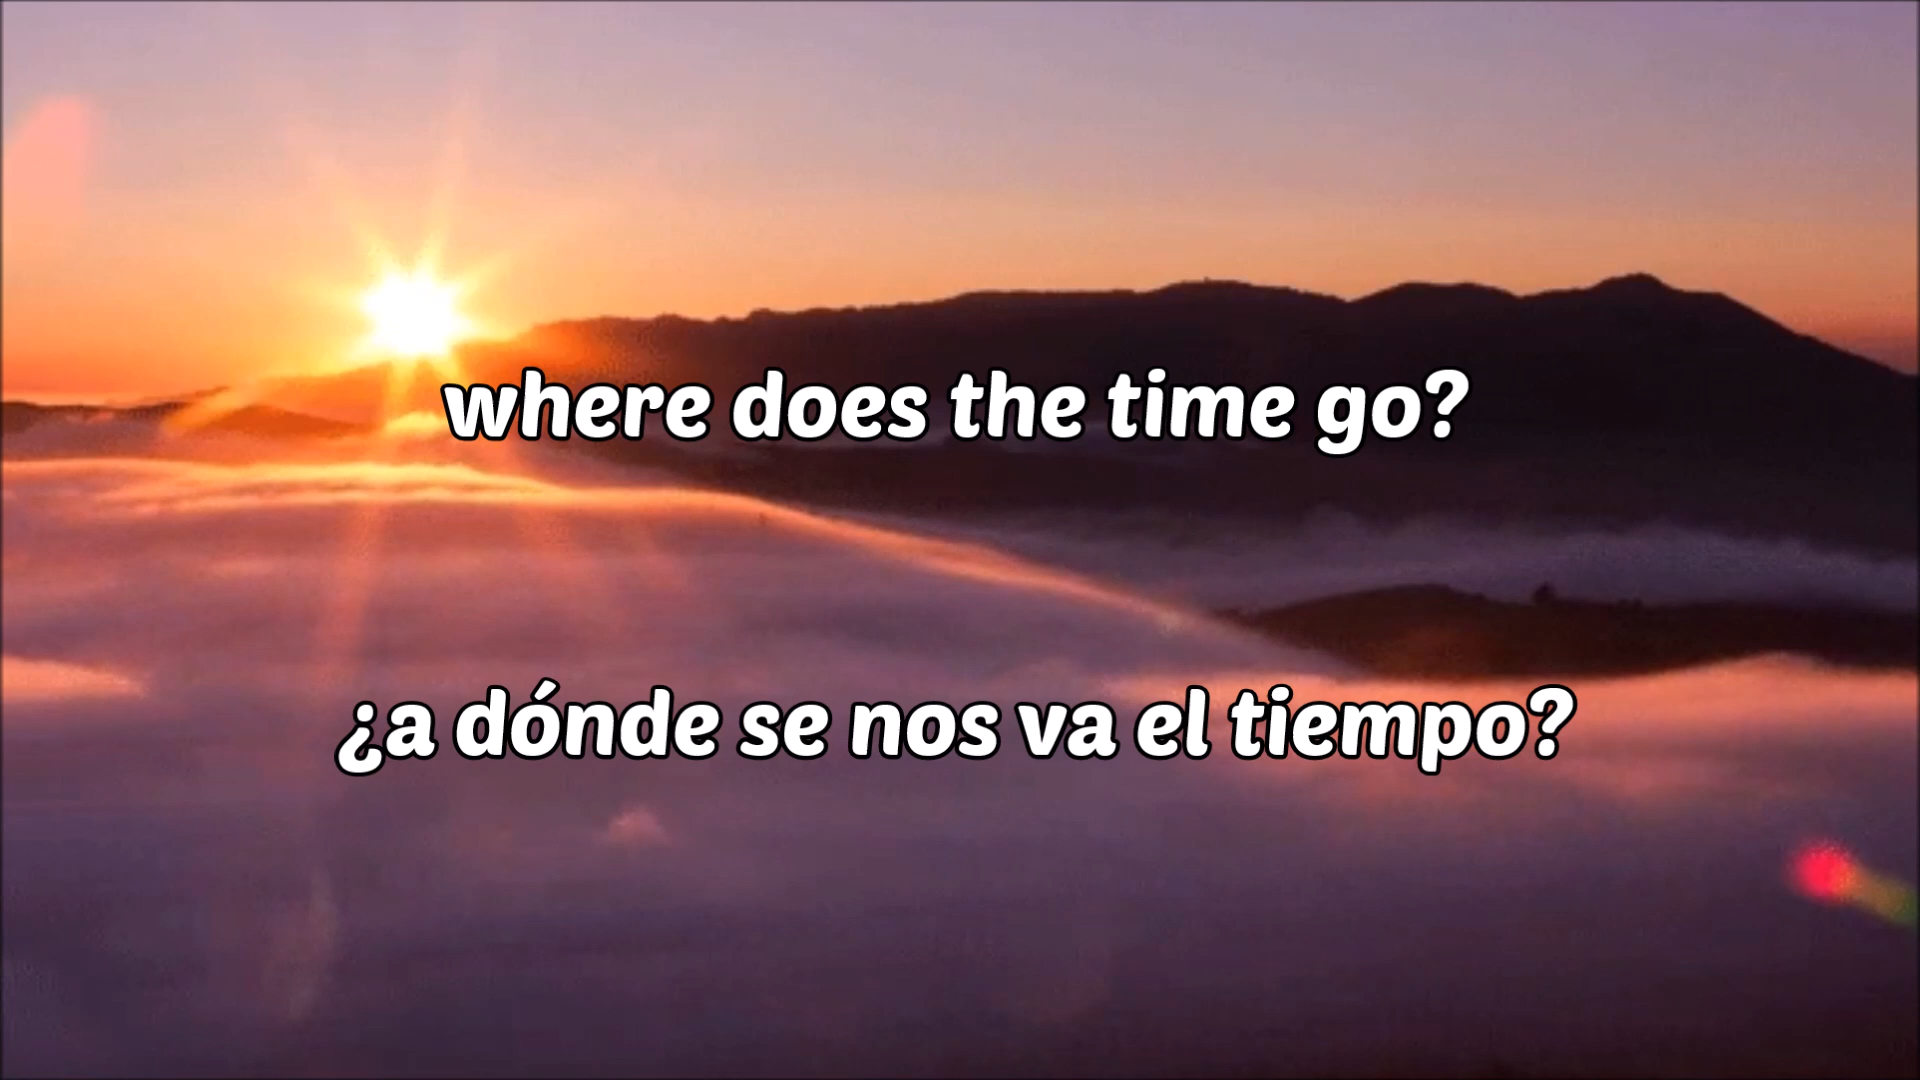 where does the time go?
¿a dónde se nos va el tiempo?